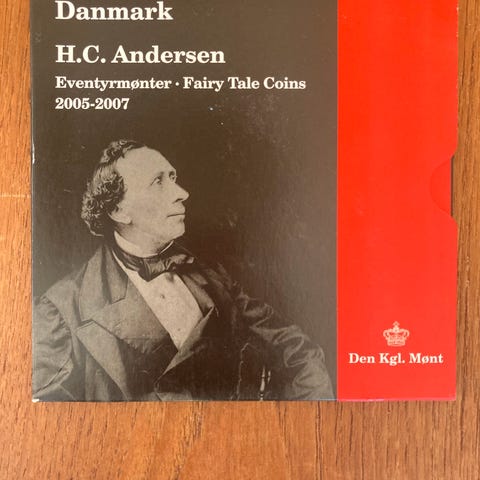 Danmark
H.C. Andersen
Eventyrmønter · Fairy Tale Coins
2005-2007
Den Kgl. Mønt